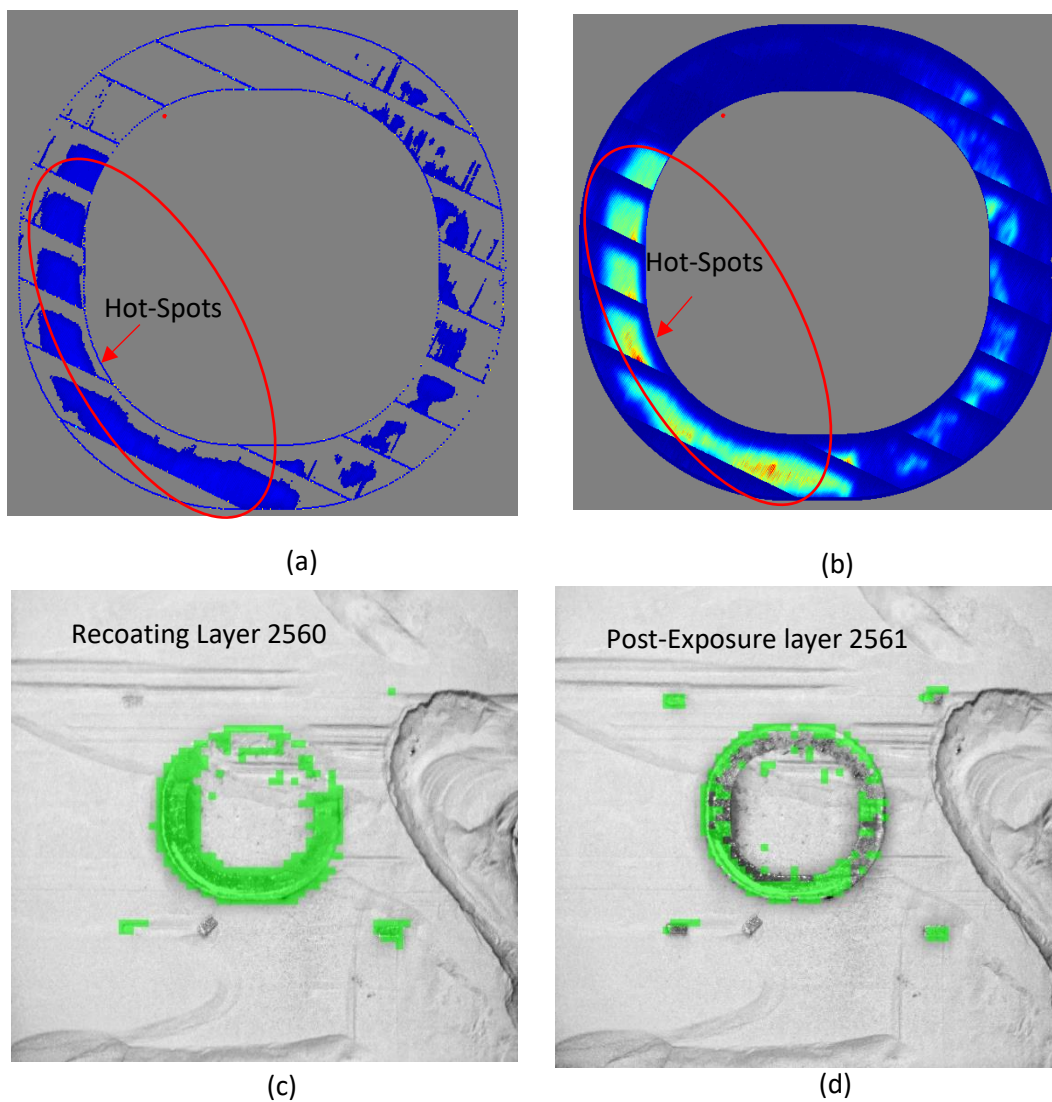 Hot-Spots
Hot-Spots
(a)
(b)
Recoating Layer 2560
Post-Exposure layer 2561
(c)
(d)